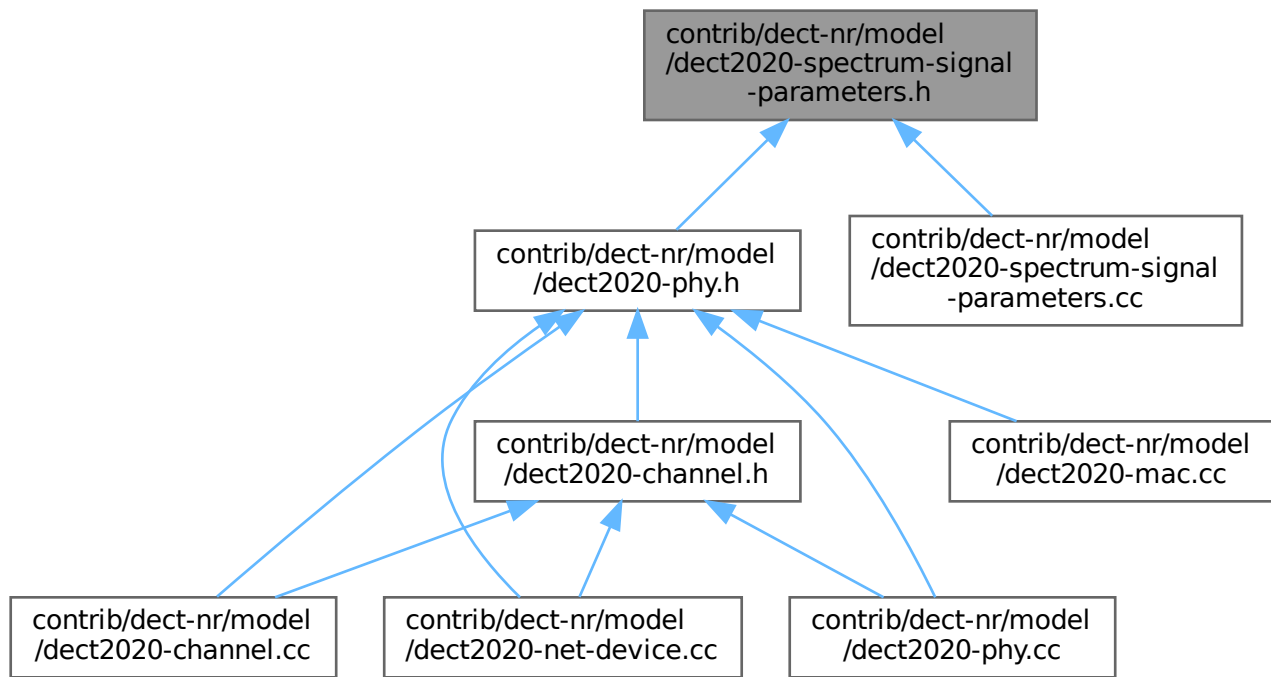 contrib/dect-nr/model
/dect2020-spectrum-signal
-parameters.h
contrib/dect-nr/model
/dect2020-phy.h
contrib/dect-nr/model
/dect2020-spectrum-signal
-parameters.cc
contrib/dect-nr/model
/dect2020-channel.h
contrib/dect-nr/model
/dect2020-mac.cc
contrib/dect-nr/model
/dect2020-channel.cc
contrib/dect-nr/model
/dect2020-net-device.cc
contrib/dect-nr/model
/dect2020-phy.cc